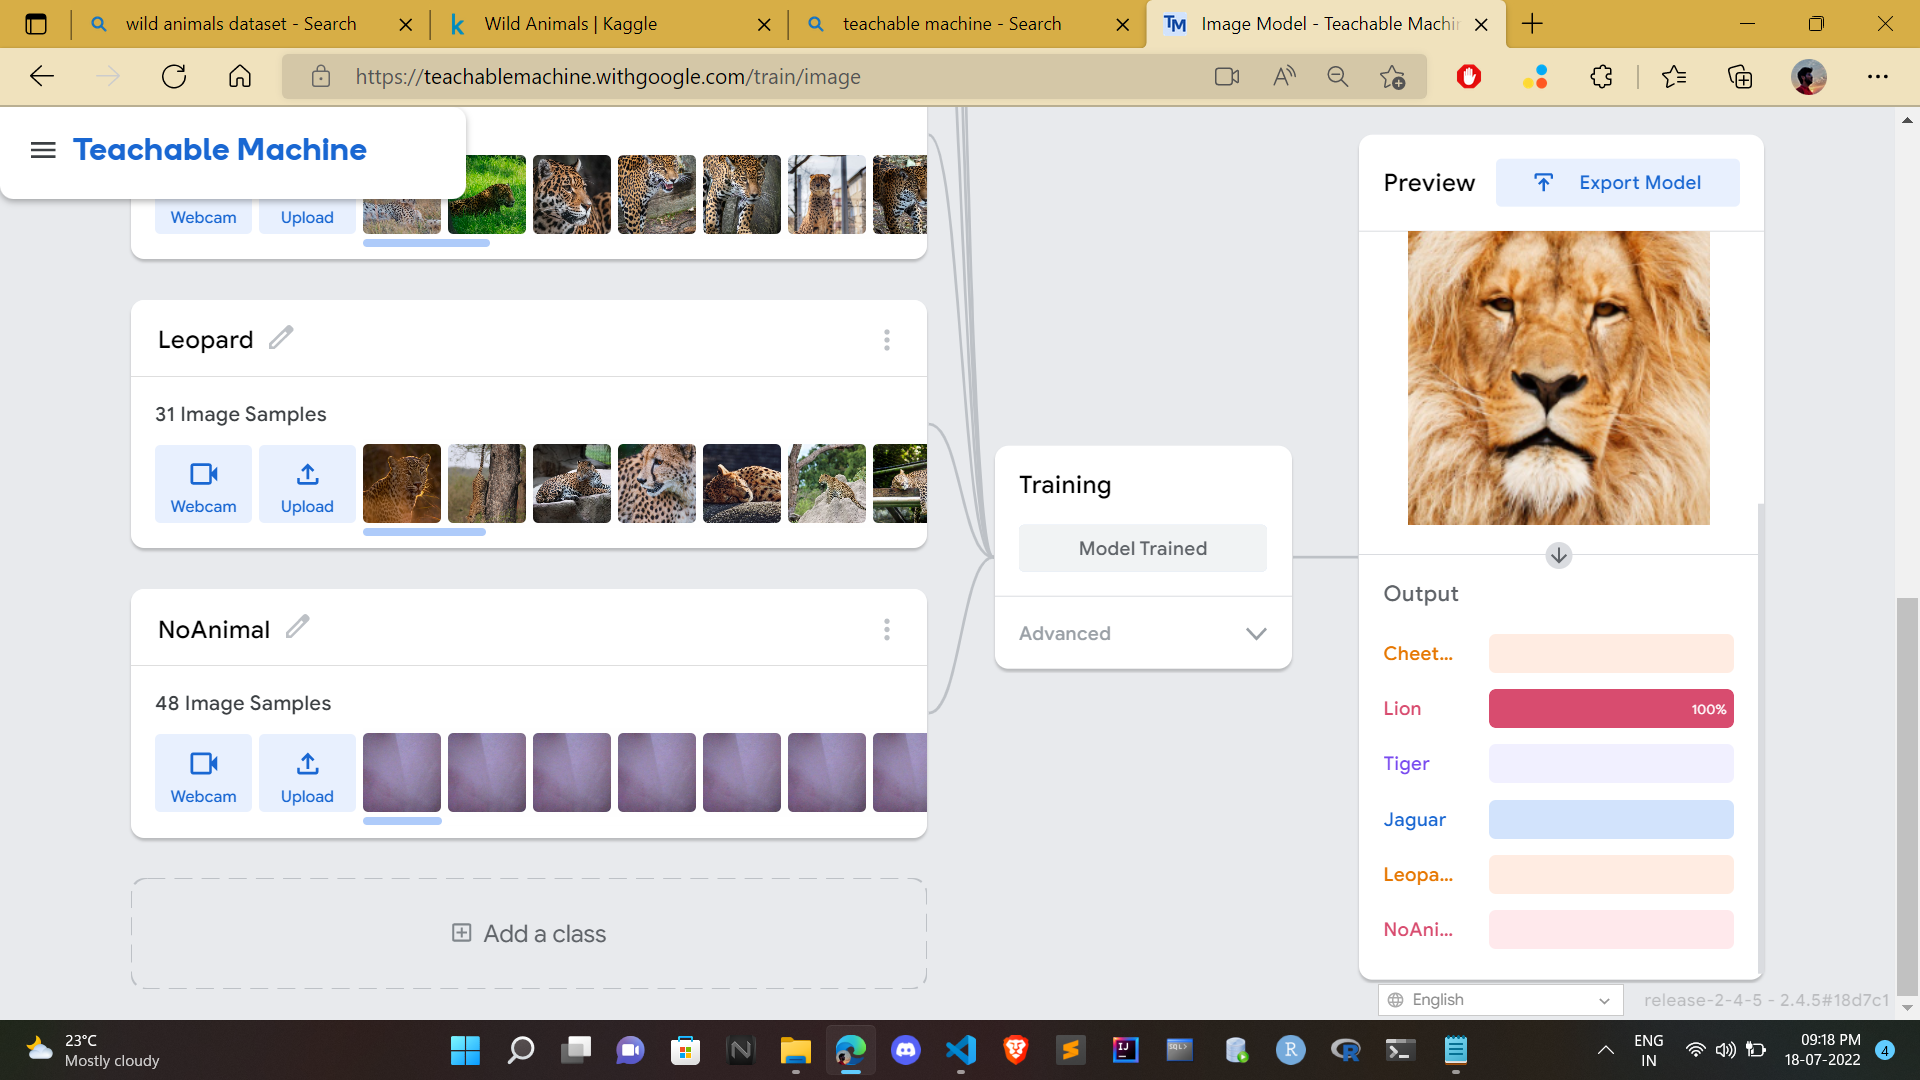 wild animals dataset - Search
Wild Animals | Kaggle
teachable machine - Search
Image Model - Teachable Machi
https://teachablemachine.withgoogle.com/train/image
Teachable Machine
Webcam
Upload
Leopard
31 Image Samples
Webcam
Upload
NoAnimal
48 Image Samples
Webcam
Upload
Add a class
Training
Model Trained
Advanced
Preview
Export Model
Output
Cheet...
Lion
100%
Tiger
Jaguar
Leopa...
NoAni...
English
release-2-4-5 - 2.4.5#18d7c1
23°C
Mostly cloudy
ENG
IN
09:18 PM
18-07-2022
4